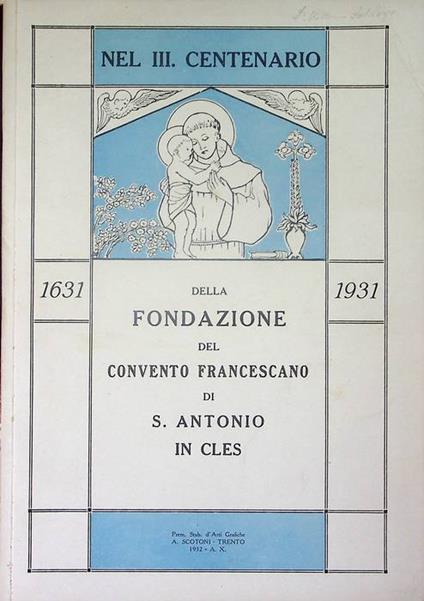 NEL III. CENTENARIO
1631
1931
DELLA
FONDAZIONE
DEL
CONVENTO FRANCESCANO
DI
S. ANTONIO
IN CLES
Prem. Stab. d'Arti Grafiche
A. SCOTONI - TRENTO
1932 - A. X.